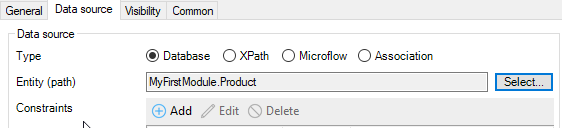 General Data source Visibility Common
Data source
Type Database XPath Microflow Association
Entity (path) MyFirstModule.Product Select...
Constraints Add Edit Delete